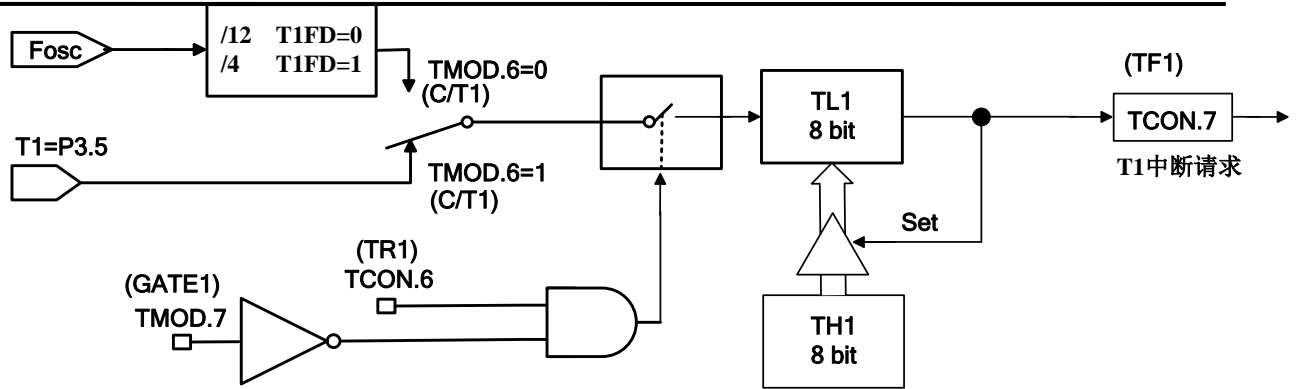 Fosc
/12 T1FD=0
/4 T1FD=1
TMOD.6=0
(C/T1)
T1=P3.5
TMOD.6=1
(C/T1)
TL1
8 bit
(TF1)
TCON.7
T1中断请求
Set
(TR1)
TCON.6
(GATE1)
TMOD.7
TH1
8 bit